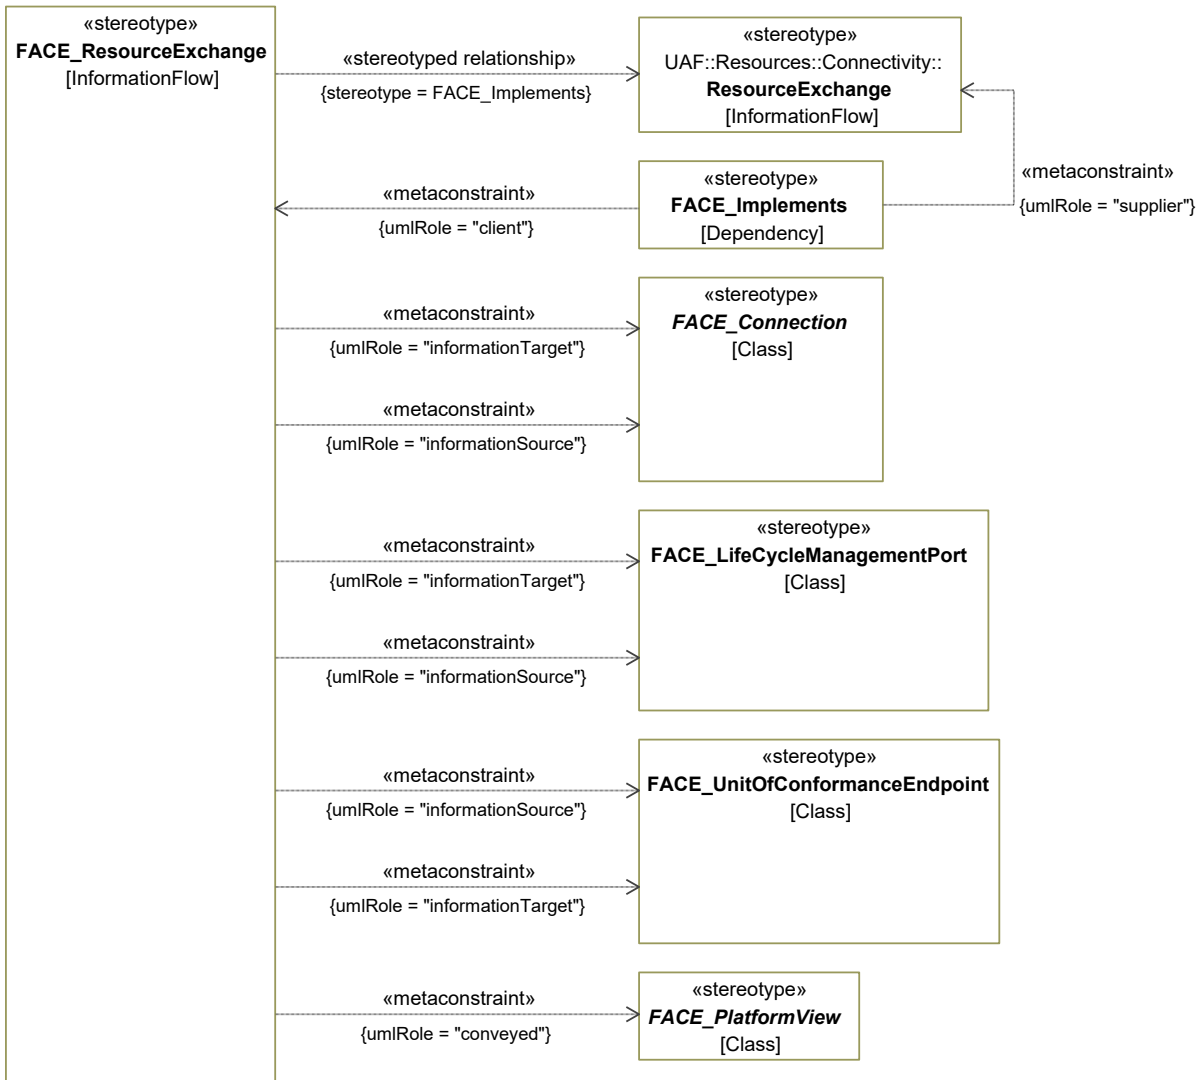 «stereotype»
FACE_ResourceExchange
[InformationFlow]
«stereotyped relationship»
{stereotype = FACE_Implements}
«stereotype»
UAF::Resources::Connectivity::
ResourceExchange
[InformationFlow]
«metaconstraint»
{umlRole = "supplier"}
«metaconstraint»
{umlRole = "client"}
«stereotype»
FACE_Implements
[Dependency]
«metaconstraint»
{umlRole = "informationTarget"}
«metaconstraint»
{umlRole = "informationSource"}
«stereotype»
FACE_Connection
[Class]
«metaconstraint»
{umlRole = "informationTarget"}
«metaconstraint»
{umlRole = "informationSource"}
«stereotype»
FACE_LifeCycleManagementPort
[Class]
«metaconstraint»
{umlRole = "informationSource"}
«metaconstraint»
{umlRole = "informationTarget"}
«stereotype»
FACE_UnitOfConformanceEndpoint
[Class]
«metaconstraint»
{umlRole = "conveyed"}
«stereotype»
FACE_PlatformView
[Class]